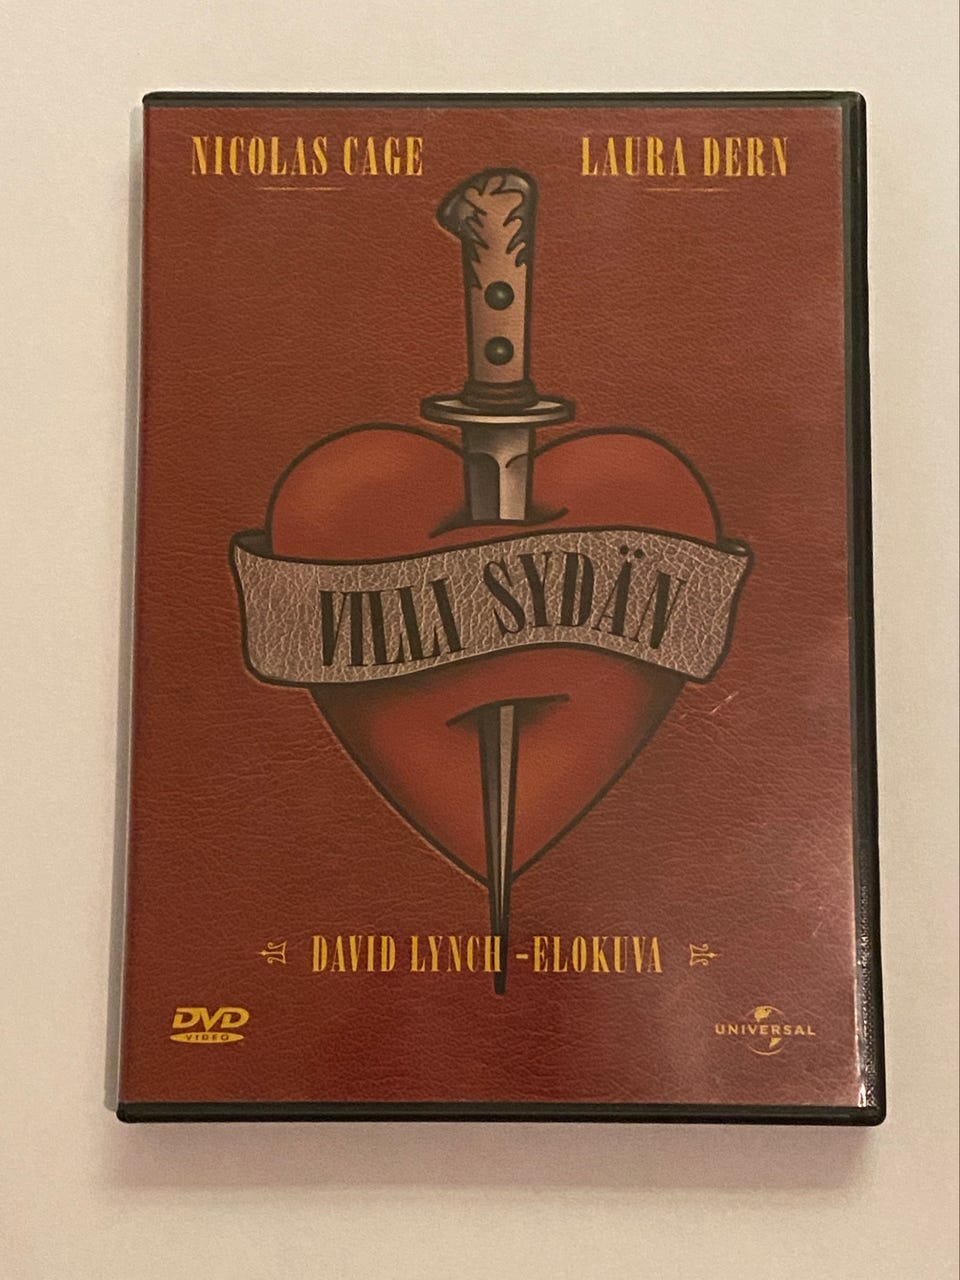 NICOLAS CAGE
LAURA DERN
VILLI SYDÄN
DAVID LYNCH -ELOKUVA
DVD
VIDEO
UNIVERSAL